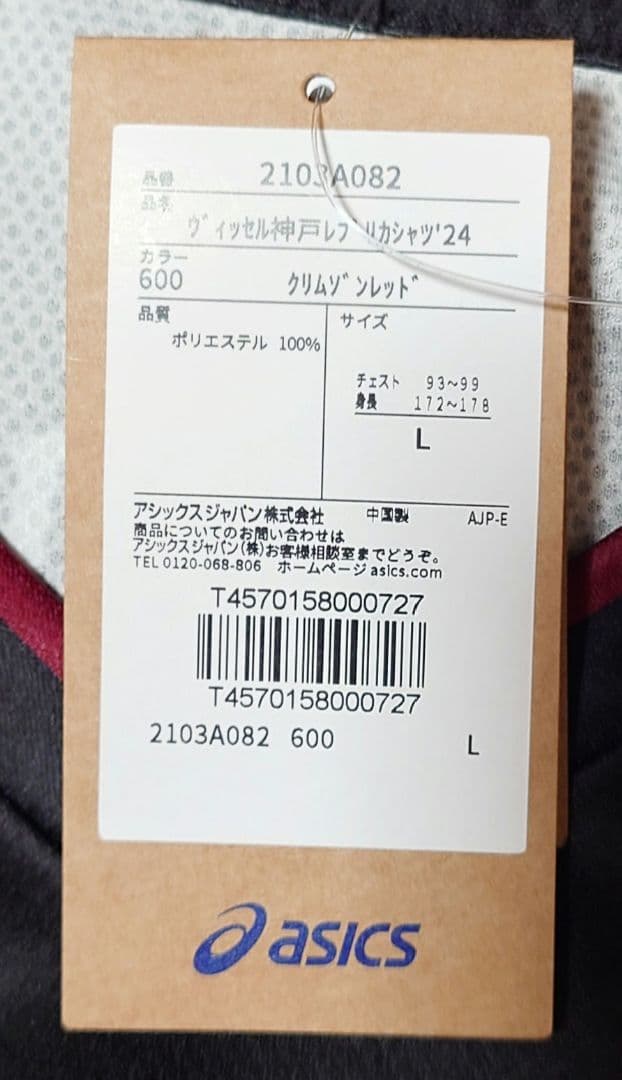 品番 2103A082
品名
ヴィッセル神戸レプリカシャツ'24
カラー
600 クリムゾンレッド
品質 サイズ
ポリエステル 100%
チェスト 93~99
身長 172~178
L
アシックスジャパン株式会社 中国製 AJP-E
商品についてのお問い合わせは
アシックスジャパン(株)お客様相談室までどうぞ。
TEL 0120-068-806 ホームページasics.com
T4570158000727
T4570158000727
2103A082 600 L
asics